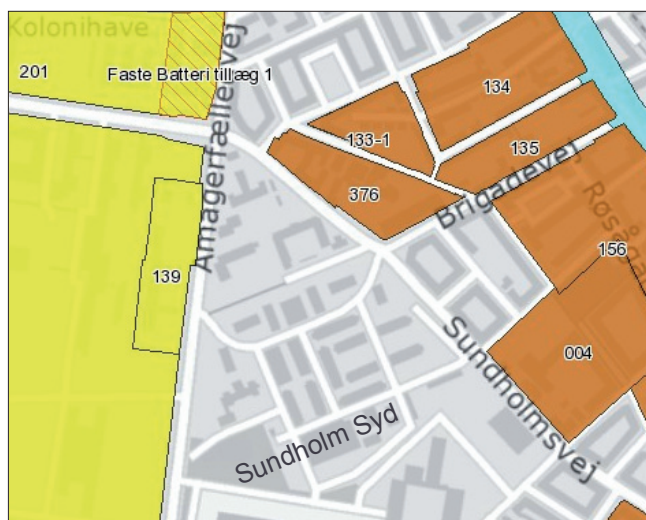 Kolonihave
201
Faste Batteri tillæg 1
134
133-1
135
376
Brigadevej
Amagerfælledvej
139
156
004
Sundholmsvej
Sundholm Syd